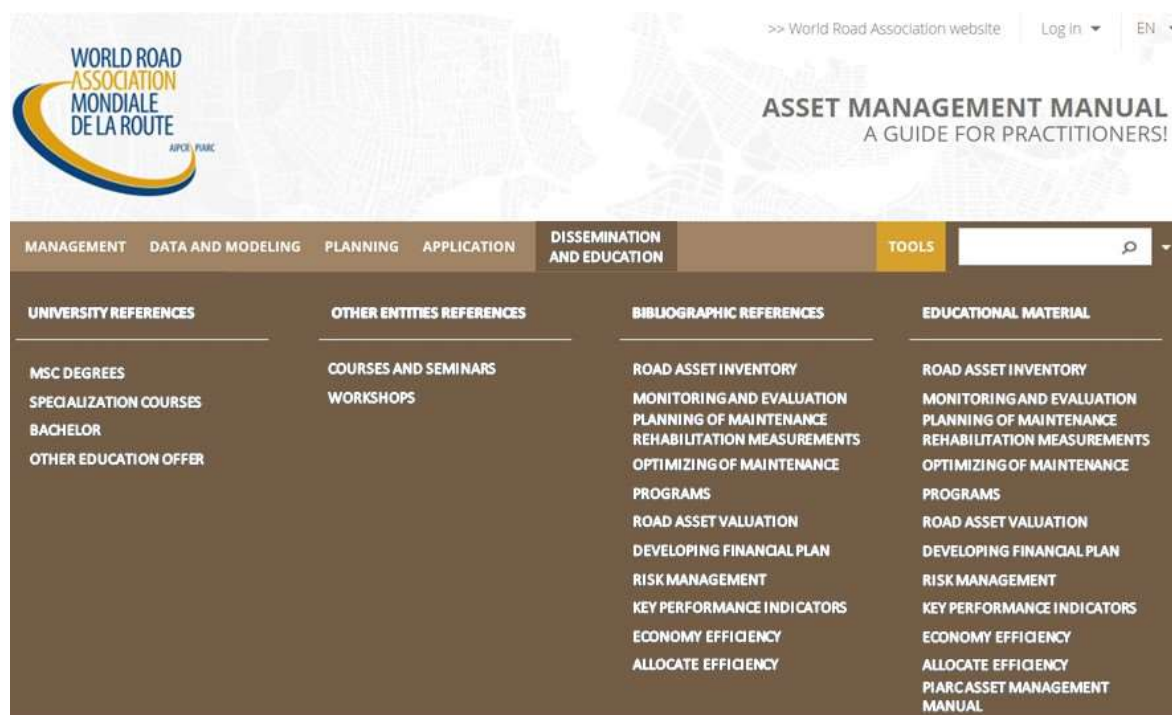 >> World Road Association website
Log in
EN
WORLD ROAD
ASSOCIATION
MONDIALE
DE LA ROUTE
AIPCR PIARC
ASSET MANAGEMENT MANUAL
A GUIDE FOR PRACTITIONERS!
MANAGEMENT
DATA AND MODELING
PLANNING
APPLICATION
DISSEMINATION
AND EDUCATION
TOOLS
UNIVERSITY REFERENCES
MSC DEGREES
SPECIALIZATION COURSES
BACHELOR
OTHER EDUCATION OFFER
OTHER ENTITIES REFERENCES
COURSES AND SEMINARS
WORKSHOPS
BIBLIOGRAPHIC REFERENCES
ROAD ASSET INVENTORY
MONITORING AND EVALUATION
PLANNING OF MAINTENANCE
REHABILITATION MEASUREMENTS
OPTIMIZING OF MAINTENANCE
PROGRAMS
ROAD ASSET VALUATION
DEVELOPING FINANCIAL PLAN
RISK MANAGEMENT
KEY PERFORMANCE INDICATORS
ECONOMY EFFICIENCY
ALLOCATE EFFICIENCY
EDUCATIONAL MATERIAL
ROAD ASSET INVENTORY
MONITORING AND EVALUATION
PLANNING OF MAINTENANCE
REHABILITATION MEASUREMENTS
OPTIMIZING OF MAINTENANCE
PROGRAMS
ROAD ASSET VALUATION
DEVELOPING FINANCIAL PLAN
RISK MANAGEMENT
KEY PERFORMANCE INDICATORS
ECONOMY EFFICIENCY
ALLOCATE EFFICIENCY
PIARC ASSET MANAGEMENT
MANUAL